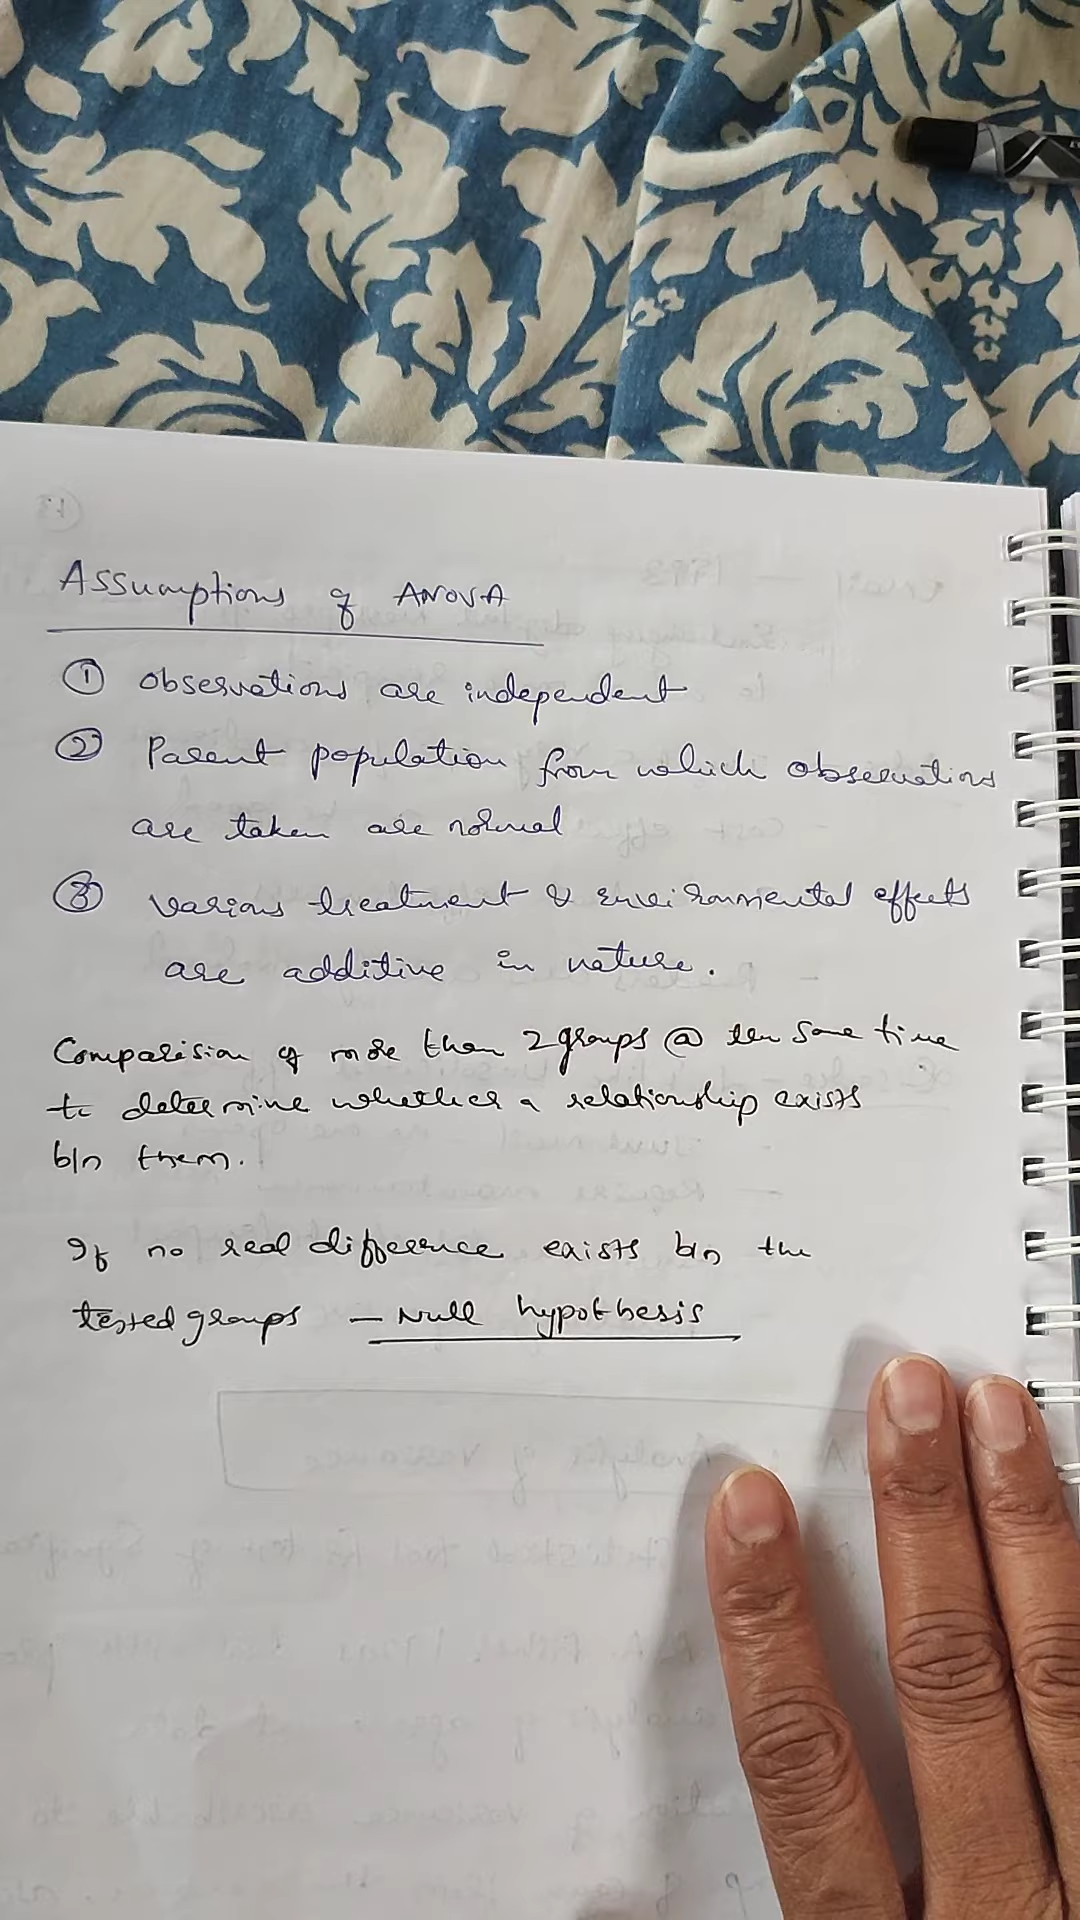 Assumptions of ANOVA
① Observations are independent
② Parent population from which observations
are taken are normal
③ Various treatment & Environmental effects
are additive in nature.
Comparision of more than 2 groups @ the same time
to determine whether a relationship exists
b/n them.
If no real difference exists b/n the
tested groups – Null hypothesis